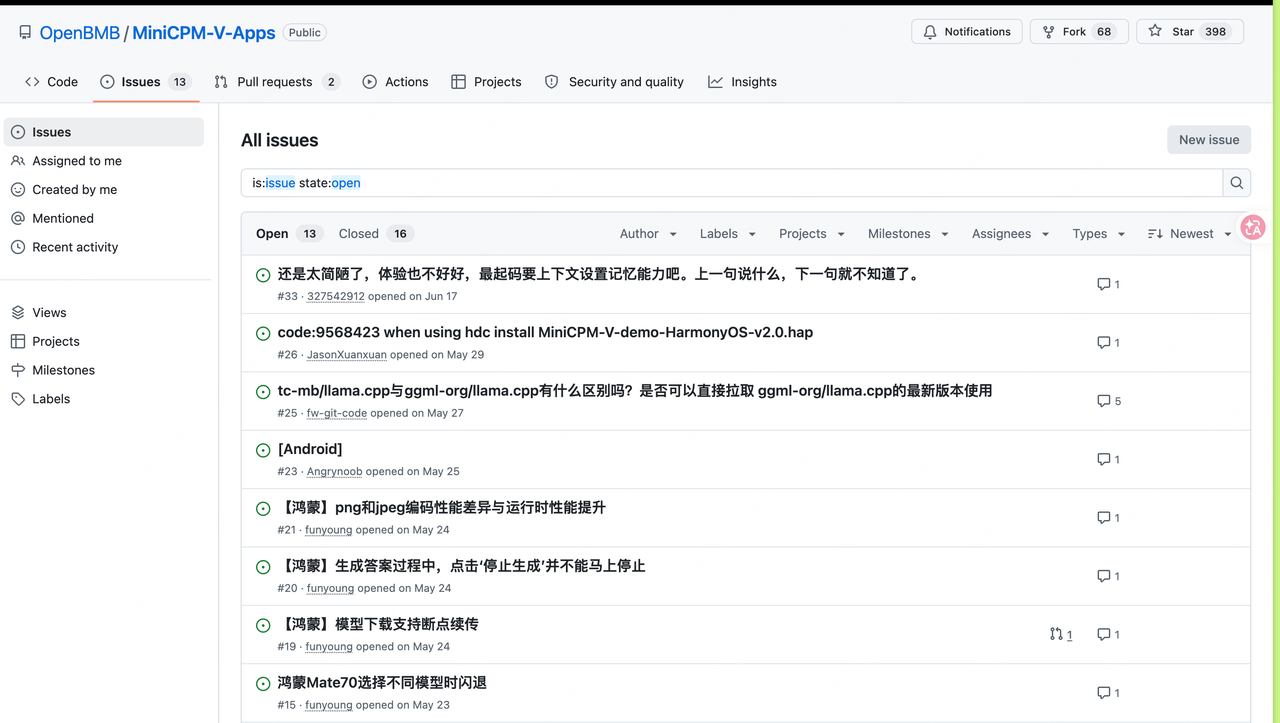 OpenBMB / MiniCPM-V-Apps Public
Notifications
Fork 68
Star 398
Code
Issues 13
Pull requests 2
Actions
Projects
Security and quality
Insights
Issues
Assigned to me
Created by me
Mentioned
Recent activity
Views
Projects
Milestones
Labels
All issues
New issue
is:issue state:open
Open 13 Closed 16 Author Labels Projects Milestones Assignees Types Newest
还是太简陋了，体验也不好好，最起码要上下文设置记忆能力吧。上一句说什么，下一句就不知道了。
#33 · 327542912 opened on Jun 17
1
code:9568423 when using hdc install MiniCPM-V-demo-HarmonyOS-v2.0.hap
#26 · JasonXuanxuan opened on May 29
1
tc-mb/llama.cpp与ggml-org/llama.cpp有什么区别吗？是否可以直接拉取 ggml-org/llama.cpp的最新版本使用
#25 · fw-git-code opened on May 27
5
[Android]
#23 · Angrynoob opened on May 25
1
【鸿蒙】png和jpeg编码性能差异与运行时性能提升
#21 · funyoung opened on May 24
1
【鸿蒙】生成答案过程中，点击‘停止生成’并不能马上停止
#20 · funyoung opened on May 24
1
【鸿蒙】模型下载支持断点续传
#19 · funyoung opened on May 24
1 1
鸿蒙Mate70选择不同模型时闪退
#15 · funyoung opened on May 23
1